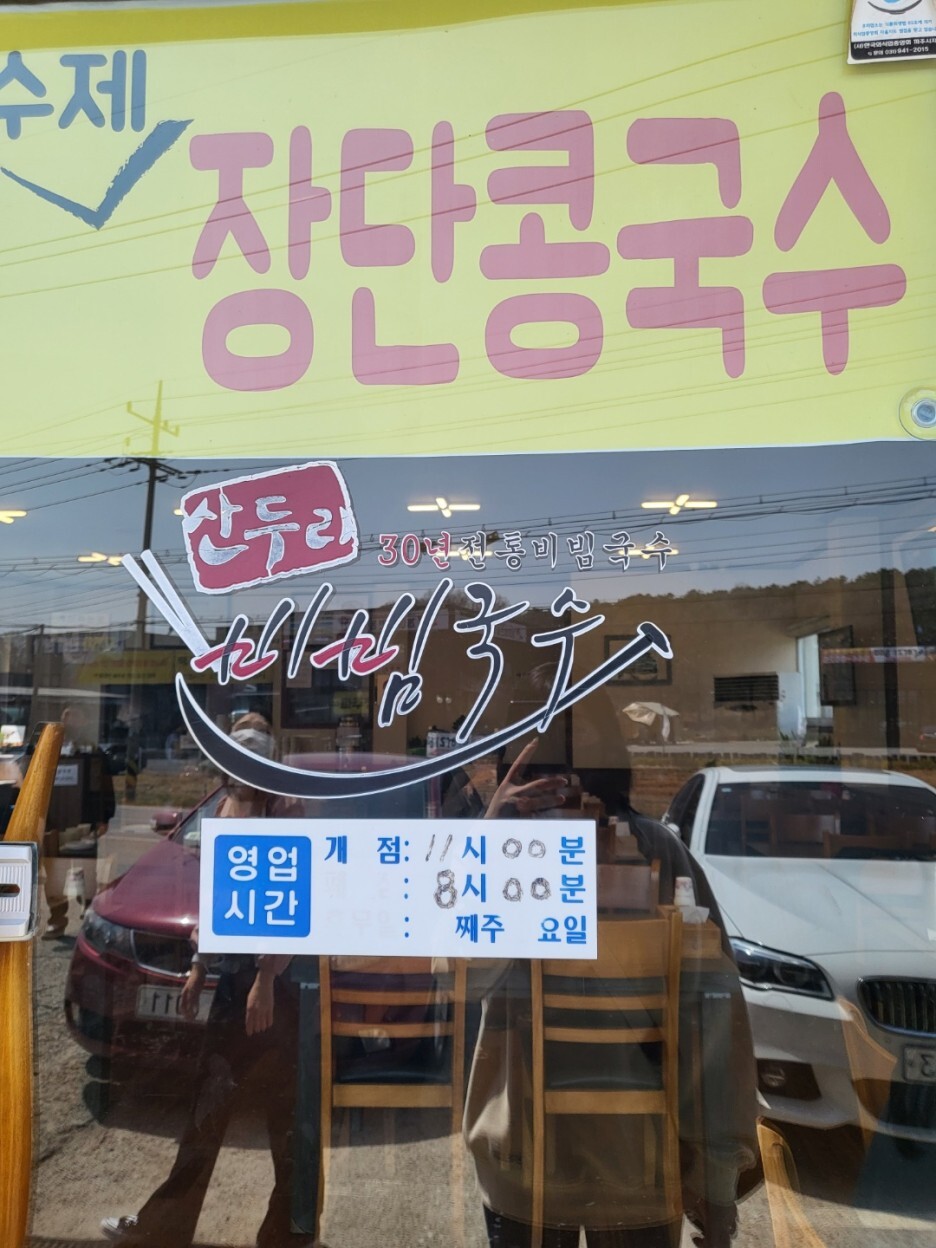 수제
장단콩국수
산두리
30년전통비빔국수
비빔국수
영업
시간
개 점: 11시 00분
: 8시 00분
: 째주 요일